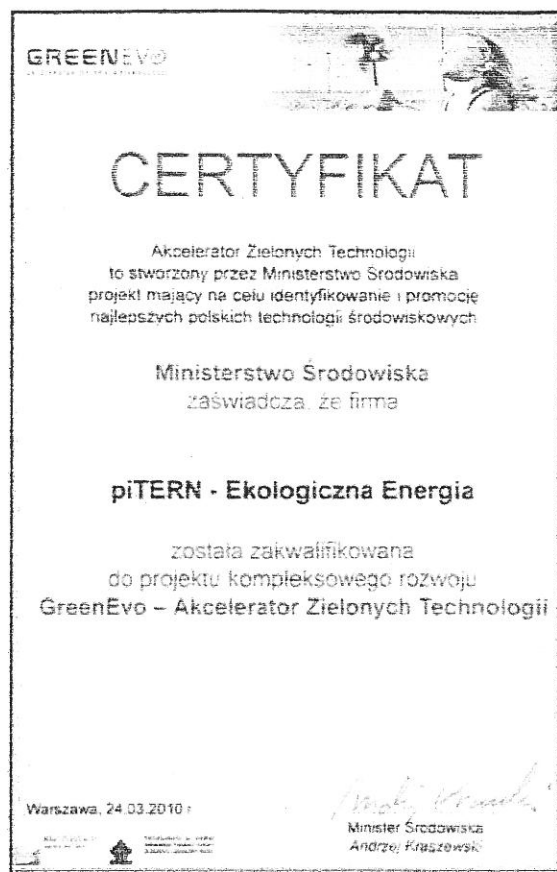 GREENEVO
CERTYFIKAT
Akcelerator Zielonych Technologii
to stworzony przez Ministerstwo Środowiska
projekt mający na celu identyfikowanie i promocję
najlepszych polskich technologii środowiskowych
Ministerstwo Środowiska
zaświadcza, że firma
piTERN - Ekologiczna Energia
została zakwalifikowana
do projektu kompleksowego rozwoju
GreenEvo – Akcelerator Zielonych Technologii
Warszawa, 24.03.2010 r
Minister Środowiska
Andrzej Kraszewski